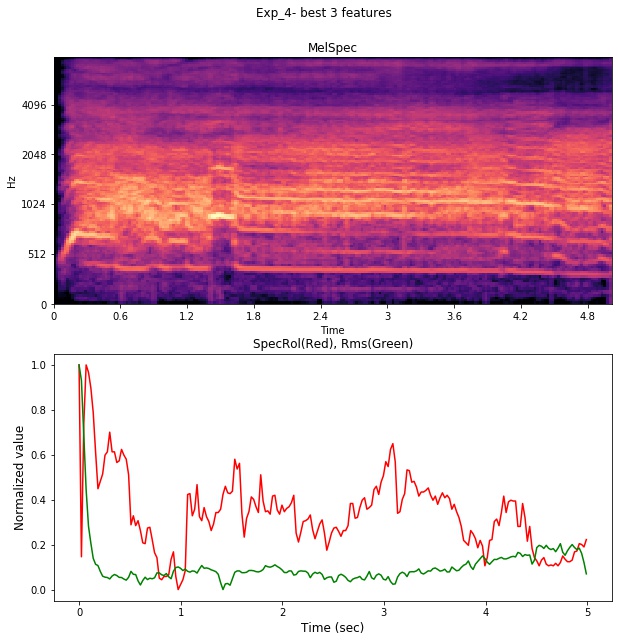 Exp_4- best 3 features
MelSpec
4096
2048
1024
512
0
Hz
0 0.6 1.2 1.8 2.4 3 3.6 4.2 4.8
Time
SpecRol(Red), Rms(Green)
1.0
0.8
0.6
0.4
0.2
0.0
Normalized value
0 1 2 3 4 5
Time (sec)